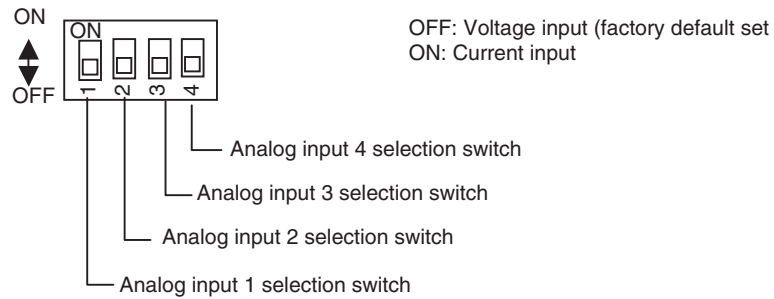 ON
ON
OFF
1 2 3 4
OFF: Voltage input (factory default set
ON: Current input
Analog input 4 selection switch
Analog input 3 selection switch
Analog input 2 selection switch
Analog input 1 selection switch